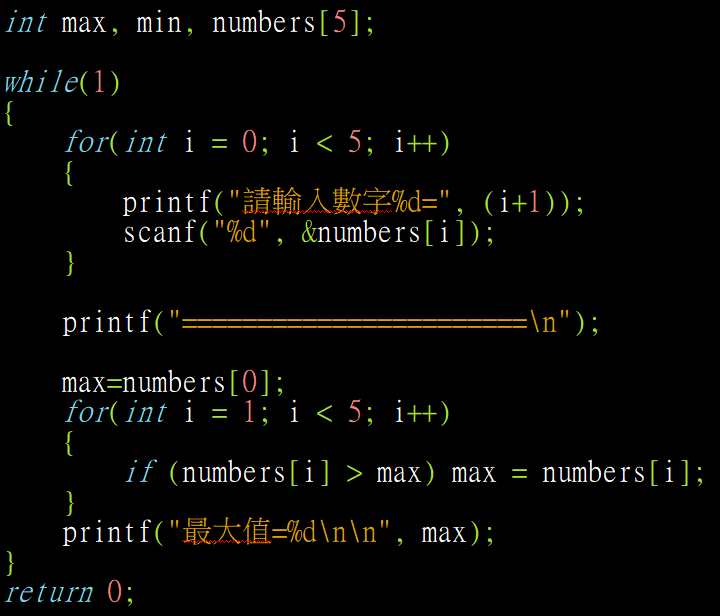 int max, min, numbers[5];
while(1)
{
for(int i = 0; i < 5; i++)
{
printf("請輸入數字%d=", (i+1));
scanf("%d", &numbers[i]);
}
printf("=======================\n");
max=numbers[0];
for(int i = 1; i < 5; i++)
{
if (numbers[i] > max) max = numbers[i];
}
printf("最大值=%d\n\n", max);
}
return 0;